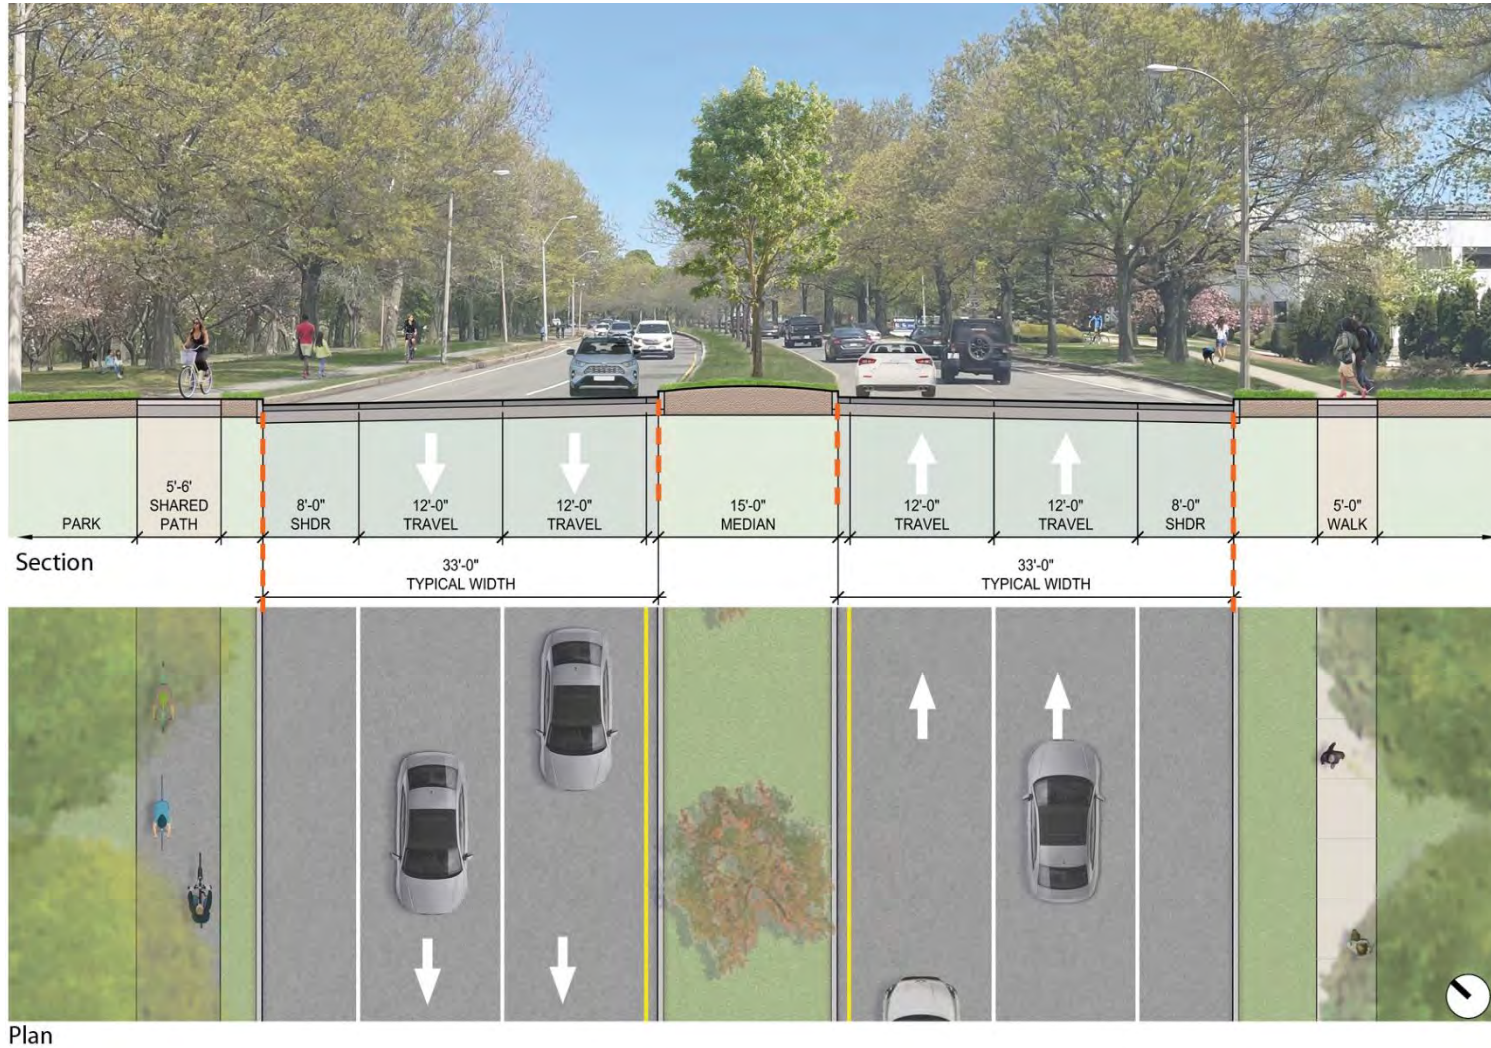 5'-6'
SHARED
PATH
PARK
8'-0"
SHDR
12'-0"
TRAVEL
12'-0"
TRAVEL
15'-0"
MEDIAN
12'-0"
TRAVEL
12'-0"
TRAVEL
8'-0"
SHDR
5'-0"
WALK
Section
33'-0"
TYPICAL WIDTH
33'-0"
TYPICAL WIDTH
Plan